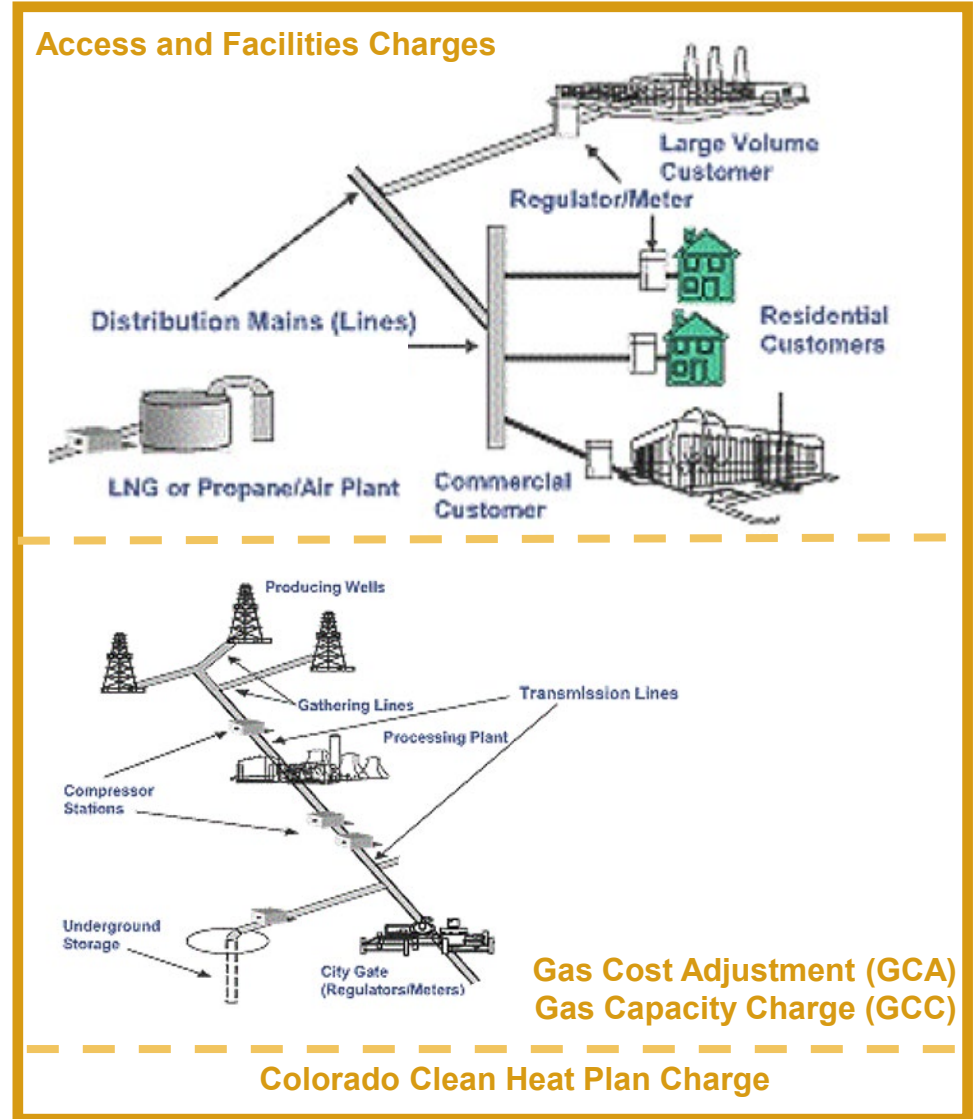 Access and Facilities Charges
Large Volume
Customer
Regulator/Meter
Distribution Mains (Lines)
Residential
Customers
LNG or Propane/Air Plant
Commercial
Customer
Producing Wells
Gathering Lines
Transmission Lines
Processing Plant
Compressor
Stations
Underground
Storage
City Gate
(Regulators/Meters)
Gas Cost Adjustment (GCA)
Gas Capacity Charge (GCC)
Colorado Clean Heat Plan Charge